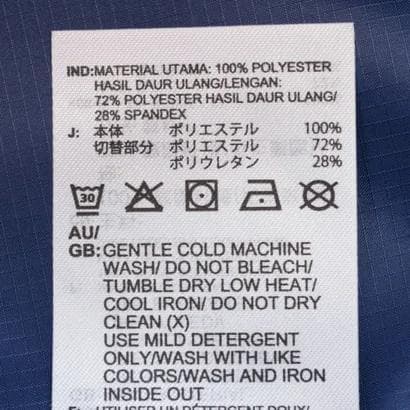 IND:MATERIAL UTAMA: 100% POLYESTER
HASIL DAUR ULANG/LENGAN:
72% POLYESTER HASIL DAUR ULANG/
28% SPANDEX
J: 本体 ポリエステル 100%
切替部分 ポリエステル 72%
ポリウレタン 28%
30
AU/
GB: GENTLE COLD MACHINE
WASH/ DO NOT BLEACH/
TUMBLE DRY LOW HEAT/
COOL IRON/ DO NOT DRY
CLEAN (X)
USE MILD DETERGENT
ONLY/WASH WITH LIKE
COLORS/WASH AND IRON
INSIDE OUT
F: UTILISER UN DÉTERGENT DOUX/